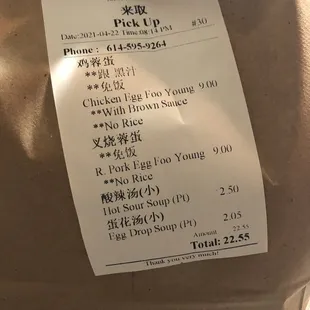 来取
Pick Up #30
Date:2021-04-22 Time:08:14 PM
Phone : 614-595-9264
鸡蓉蛋
**跟 黑汁
**免饭
Chicken Egg Foo Young 9.00
**With Brown Sauce
**No Rice
叉烧蓉蛋
**免饭
R. Pork Egg Foo Young 9.00
**No Rice
酸辣汤(小)
Hot Sour Soup (Pt) 2.50
蛋花汤(小)
Egg Drop Soup (Pt) 2.05
Amount 22.55
Total: 22.55
Thank you very much!